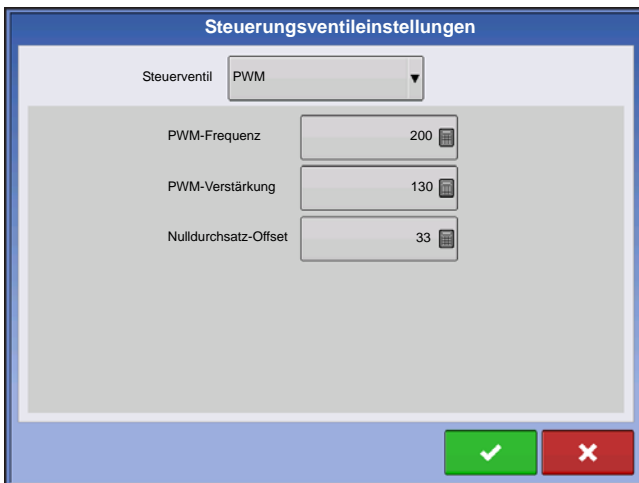 Steuerungsventileinstellungen
Steuerventil PWM
PWM-Frequenz 200
PWM-Verstärkung 130
Nulldurchsatz-Offset 33